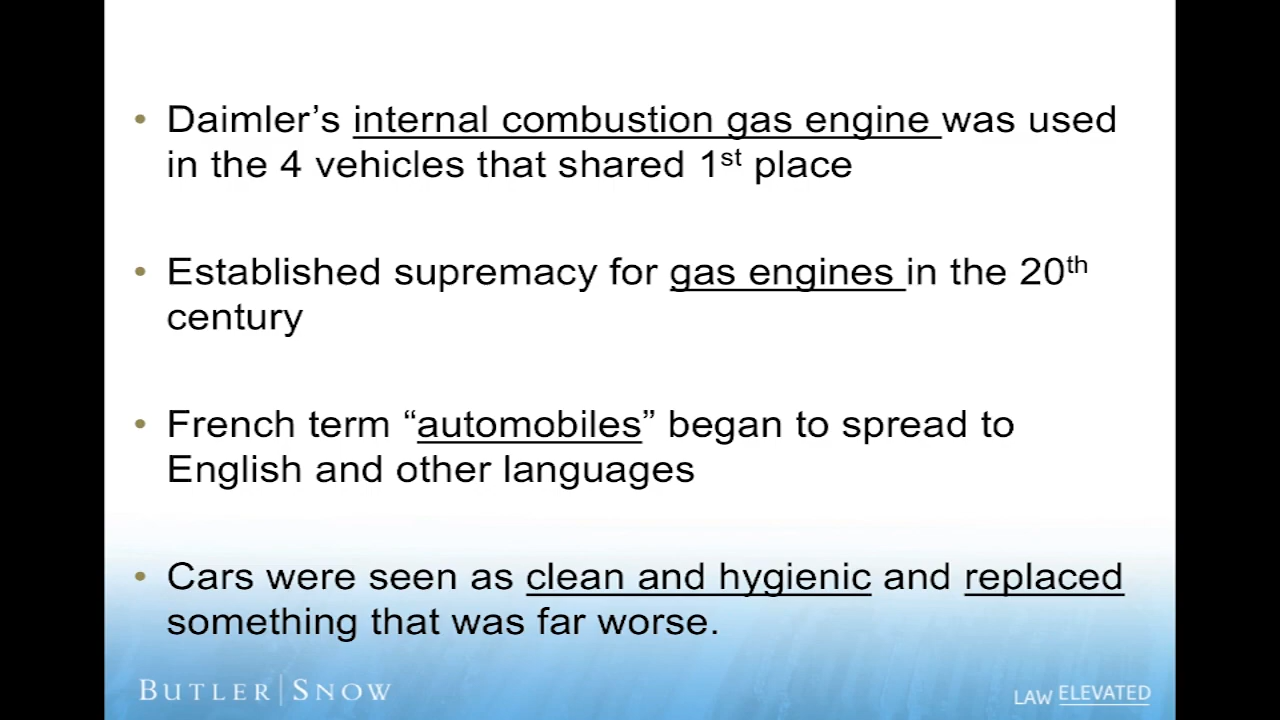 • Daimler’s internal combustion gas engine was used
in the 4 vehicles that shared 1st place
• Established supremacy for gas engines in the 20th
century
• French term “automobiles” began to spread to
English and other languages
• Cars were seen as clean and hygienic and replaced
something that was far worse.
BUTLER | SNOW
LAW ELEVATED